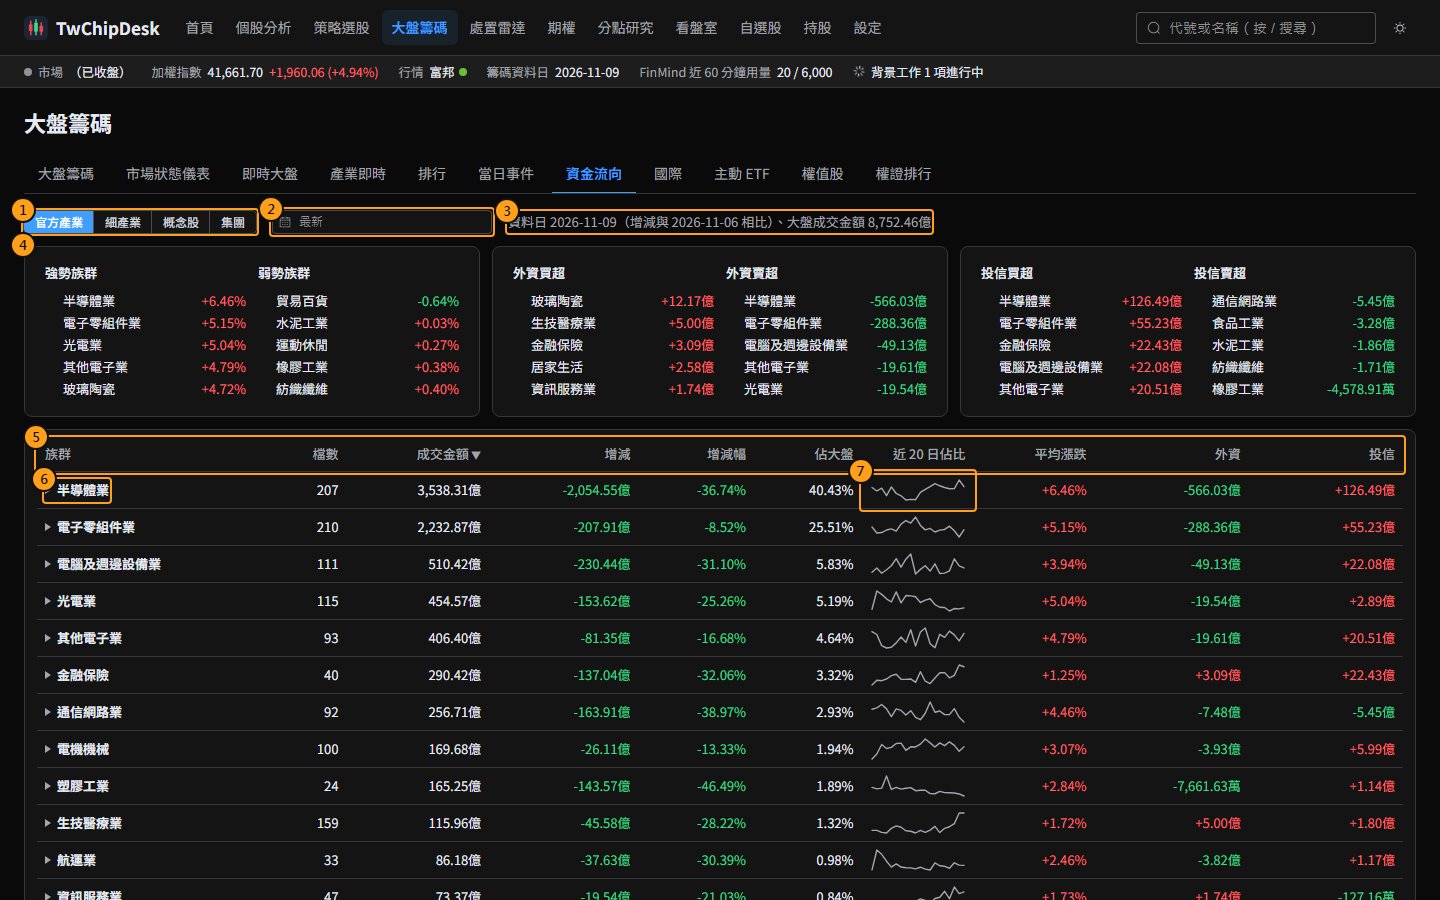 TwChipDesk 首頁 個股分析 策略選股 大盤籌碼 處置雷達 期權 分點研究 看盤室 自選股 持股 設定 代號或名稱（按 / 搜尋）
市場 （已收盤） 加權指數 41,661.70 +1,960.06 (+4.94%) 行情 富邦 籌碼資料日 2026-11-09 FinMind 近 60 分鐘用量 20 / 6,000 背景工作 1 項進行中
大盤籌碼
大盤籌碼 市場狀態儀表 即時大盤 產業即時 排行 當日事件 資金流向 國際 主動 ETF 權值股 權證排行
1 官方產業 細產業 概念股 集團 2 最新 3 資料日 2026-11-09（增減與 2026-11-06 相比）、大盤成交金額 8,752.46億
4
強勢族群 弱勢族群 外資買超 外資賣超 投信買超 投信賣超
半導體業 +6.46% 貿易百貨 -0.64% 玻璃陶瓷 +12.17億 半導體業 -566.03億 半導體業 +126.49億 通信網路業 -5.45億
電子零組件業 +5.15% 水泥工業 +0.03% 生技醫療業 +5.00億 電子零組件業 -288.36億 電子零組件業 +55.23億 食品工業 -3.28億
光電業 +5.04% 運動休閒 +0.27% 金融保險 +3.09億 電腦及週邊設備業 -49.13億 金融保險 +22.43億 水泥工業 -1.86億
其他電子業 +4.79% 橡膠工業 +0.38% 居家生活 +2.58億 其他電子業 -19.61億 電腦及週邊設備業 +22.08億 紡織纖維 -1.71億
玻璃陶瓷 +4.72% 紡織纖維 +0.40% 資訊服務業 +1.74億 光電業 -19.54億 其他電子業 +20.51億 橡膠工業 -4,578.91萬
5
族群 檔數 成交金額▼ 增減 增減幅 佔大盤 近 20 日佔比 平均漲跌 外資 投信
6 半導體業 207 3,538.31億 -2,054.55億 -36.74% 40.43% 7 +6.46% -566.03億 +126.49億
電子零組件業 210 2,232.87億 -207.91億 -8.52% 25.51% +5.15% -288.36億 +55.23億
電腦及週邊設備業 111 510.42億 -230.44億 -31.10% 5.83% +3.94% -49.13億 +22.08億
光電業 115 454.57億 -153.62億 -25.26% 5.19% +5.04% -19.54億 +2.89億
其他電子業 93 406.40億 -81.35億 -16.68% 4.64% +4.79% -19.61億 +20.51億
金融保險 40 290.42億 -137.04億 -32.06% 3.32% +1.25% +3.09億 +22.43億
通信網路業 92 256.71億 -163.91億 -38.97% 2.93% +4.46% -7.48億 -5.45億
電機機械 100 169.68億 -26.11億 -13.33% 1.94% +3.07% -3.93億 +5.99億
塑膠工業 24 165.25億 -143.57億 -46.49% 1.89% +2.84% -7,661.63萬 +1.14億
生技醫療業 159 115.96億 -45.58億 -28.22% 1.32% +1.72% +5.00億 +1.80億
航運業 33 86.18億 -37.63億 -30.39% 0.98% +2.46% -3.82億 +1.17億
資訊服務業 47 73.37億 -19.54億 -21.03% 0.84% +1.73% +1.74億 -127.16萬